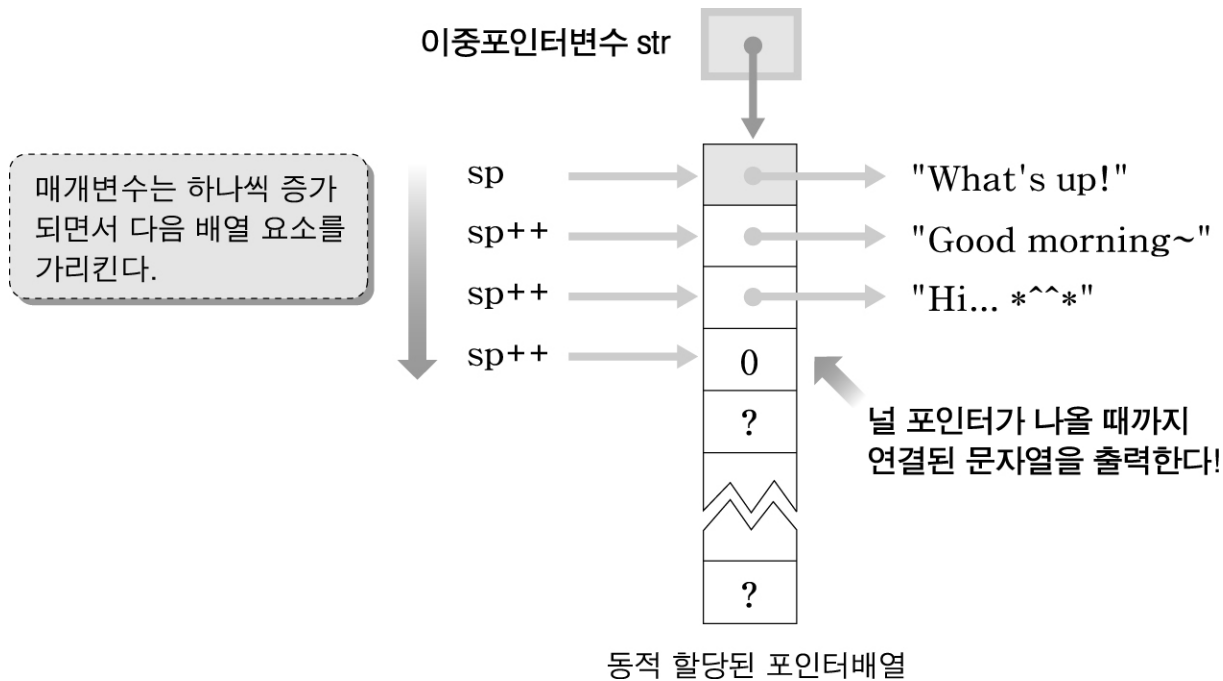 이중포인터변수 str
매개변수는 하나씩 증가
되면서 다음 배열 요소를
가리킨다.
sp
"What's up!"
sp++
"Good morning~"
sp++
"Hi... *^^*"
sp++
0
?
널 포인터가 나올 때까지
연결된 문자열을 출력한다!
?
동적 할당된 포인터배열